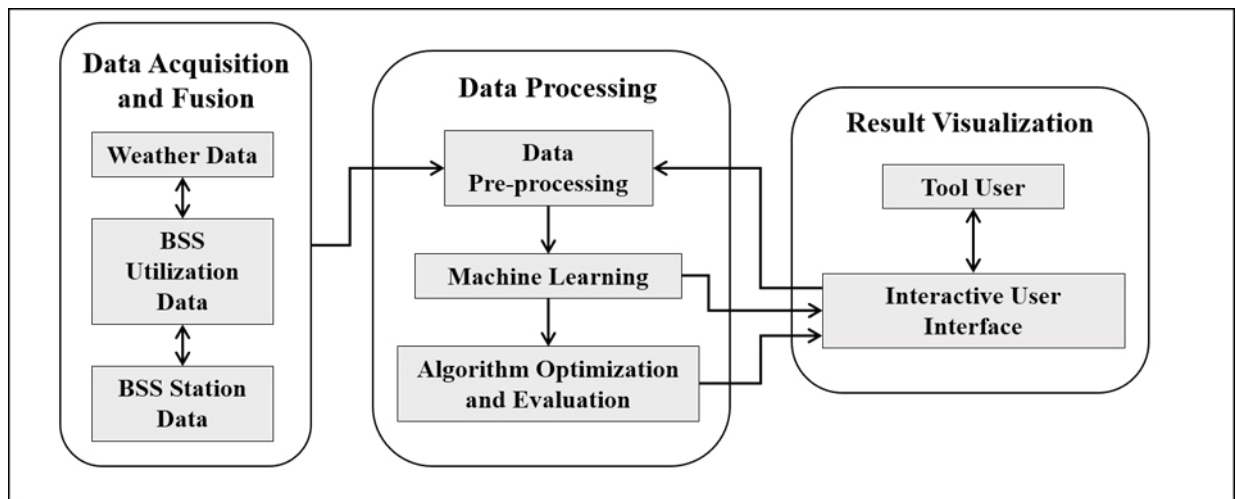 Data Acquisition
and Fusion
Weather Data
BSS
Utilization
Data
BSS Station
Data
Data Processing
Data
Pre-processing
Machine Learning
Algorithm Optimization
and Evaluation
Result Visualization
Tool User
Interactive User
Interface